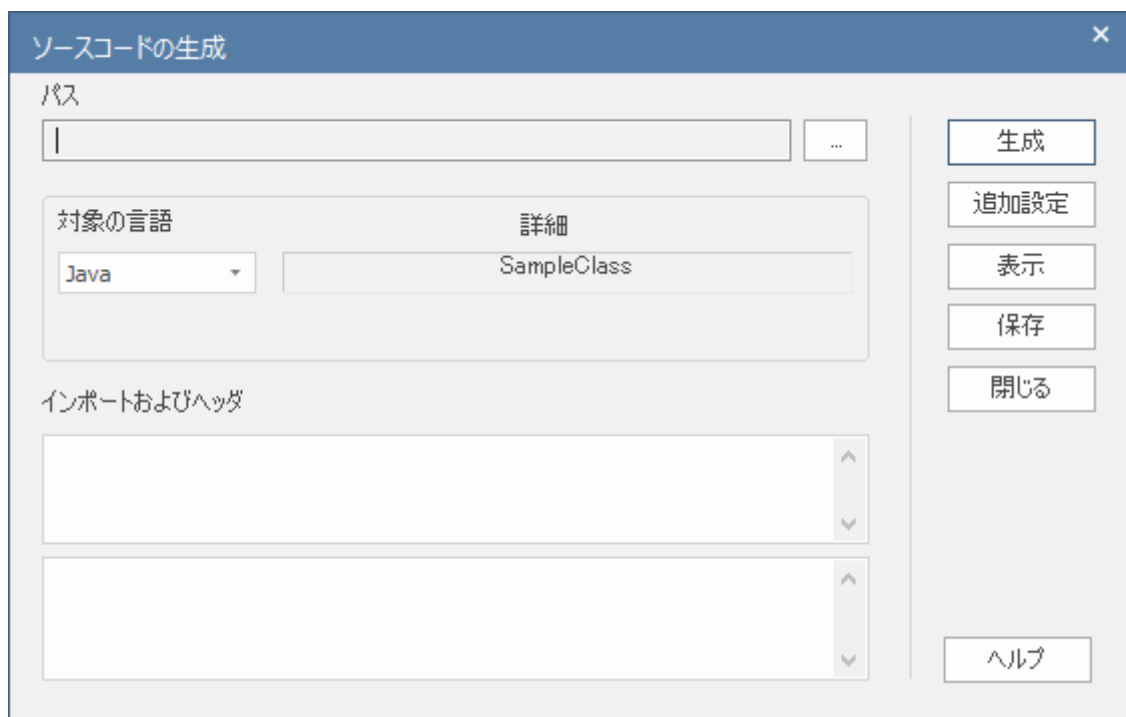 ソースコードの生成
×
パス
...
生成
追加設定
表示
保存
閉じる
対象の言語
詳細
Java
SampleClass
インポートおよびヘッダ
ヘルプ